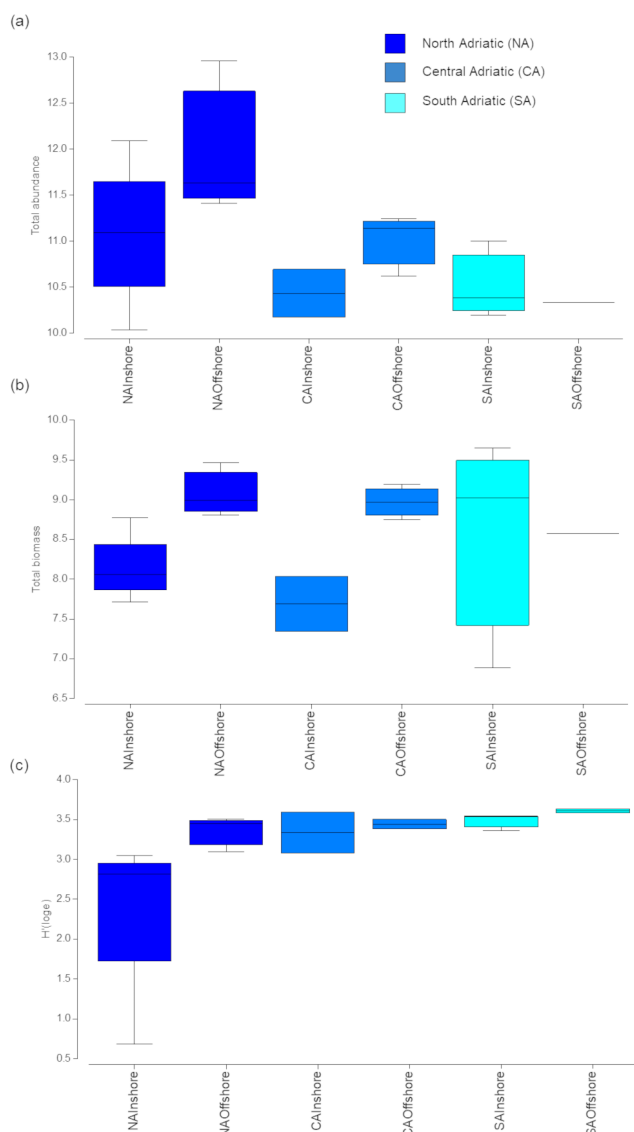 (a)
North Adriatic (NA)
Central Adriatic (CA)
South Adriatic (SA)
Total abundance
13.0
12.5
12.0
11.5
11.0
10.5
10.0
NAInshore
NAOffshore
CAInshore
CAOffshore
SAInshore
SAOffshore
(b)
Total biomass
10.0
9.5
9.0
8.5
8.0
7.5
7.0
6.5
NAInshore
NAOffshore
CAInshore
CAOffshore
SAInshore
SAOffshore
(c)
H'(loge)
4.0
3.5
3.0
2.5
2.0
1.5
1.0
0.5
NAInshore
NAOffshore
CAInshore
CAOffshore
SAInshore
SAOffshore